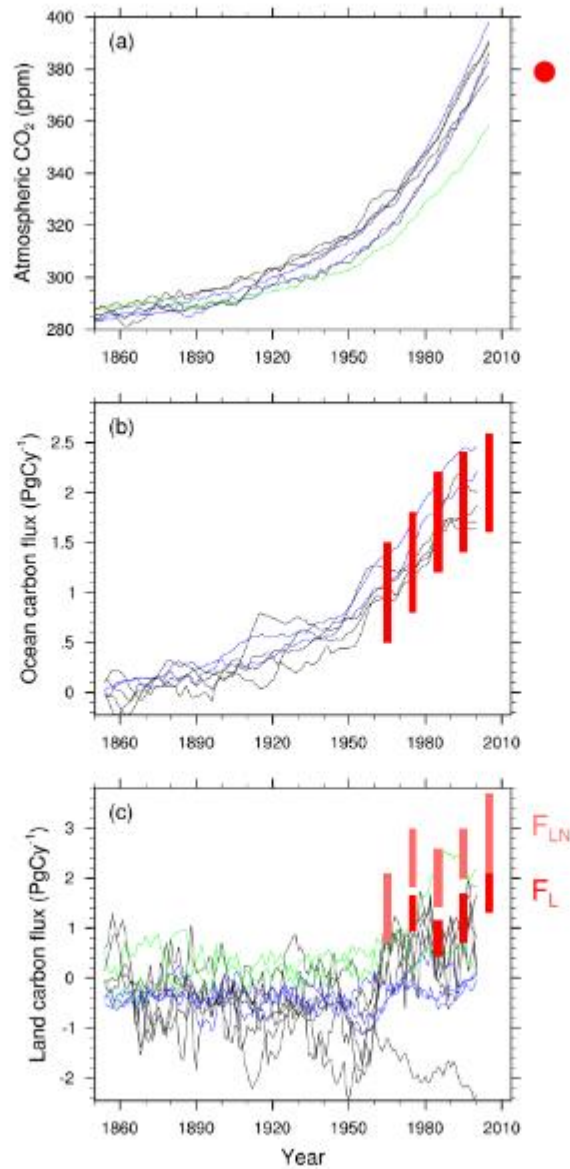 (a)
Atmospheric CO₂ (ppm)
400
380
360
340
320
300
280
1860 1890 1920 1950 1980 2010
(b)
Ocean carbon flux (PgCy⁻¹)
2.5
2
1.5
1
.5
0
1860 1890 1920 1950 1980 2010
(c)
Land carbon flux (PgCy⁻¹)
3
2
1
0
-1
-2
F_LN
F_L
1860 1890 1920 1950 1980 2010
Year